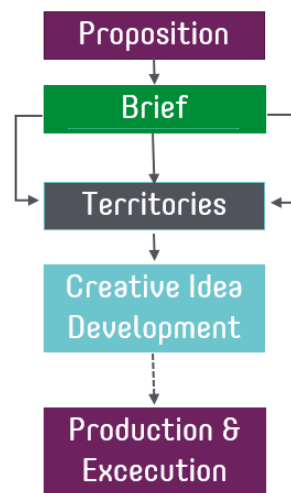 Proposition
Brief
Territories
Creative Idea
Development
Production &
Excecution